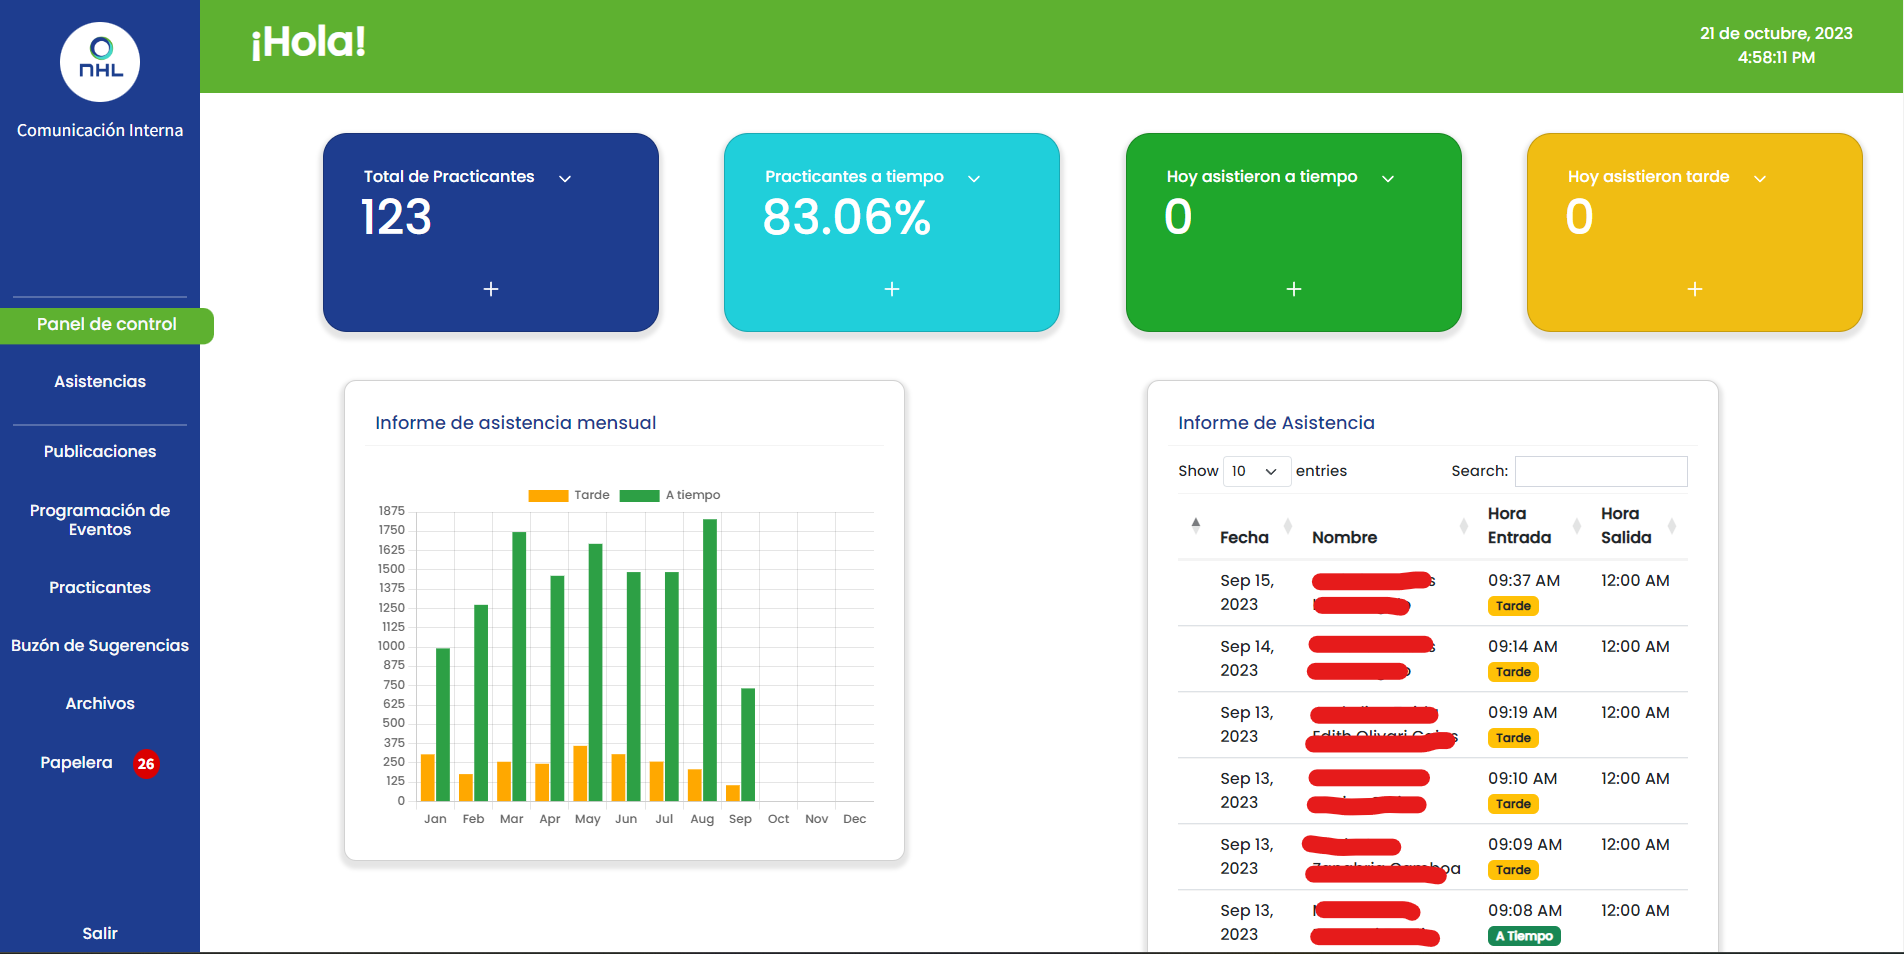 NHL
Comunicación Interna
Panel de control
Asistencias
Publicaciones
Programación de
Eventos
Practicantes
Buzón de Sugerencias
Archivos
Papelera 26
Salir
¡Hola!
21 de octubre, 2023
4:58:11 PM
Total de Practicantes
123
+
Practicantes a tiempo
83.06%
+
Hoy asistieron a tiempo
0
+
Hoy asistieron tarde
0
+
Informe de asistencia mensual
Tarde A tiempo
1875
1750
1625
1500
1375
1250
1125
1000
875
750
625
500
375
250
125
0
Jan Feb Mar Apr May Jun Jul Aug Sep Oct Nov Dec
Informe de Asistencia
Show 10 entries Search:
Fecha Nombre Hora Entrada Hora Salida
Sep 15, 2023 09:37 AM 12:00 AM
Tarde
Sep 14, 2023 09:14 AM 12:00 AM
Tarde
Sep 13, 2023 09:19 AM 12:00 AM
Tarde
Sep 13, 2023 09:10 AM 12:00 AM
Tarde
Sep 13, 2023 09:09 AM 12:00 AM
Tarde
Sep 13, 2023 09:08 AM 12:00 AM
A Tiempo